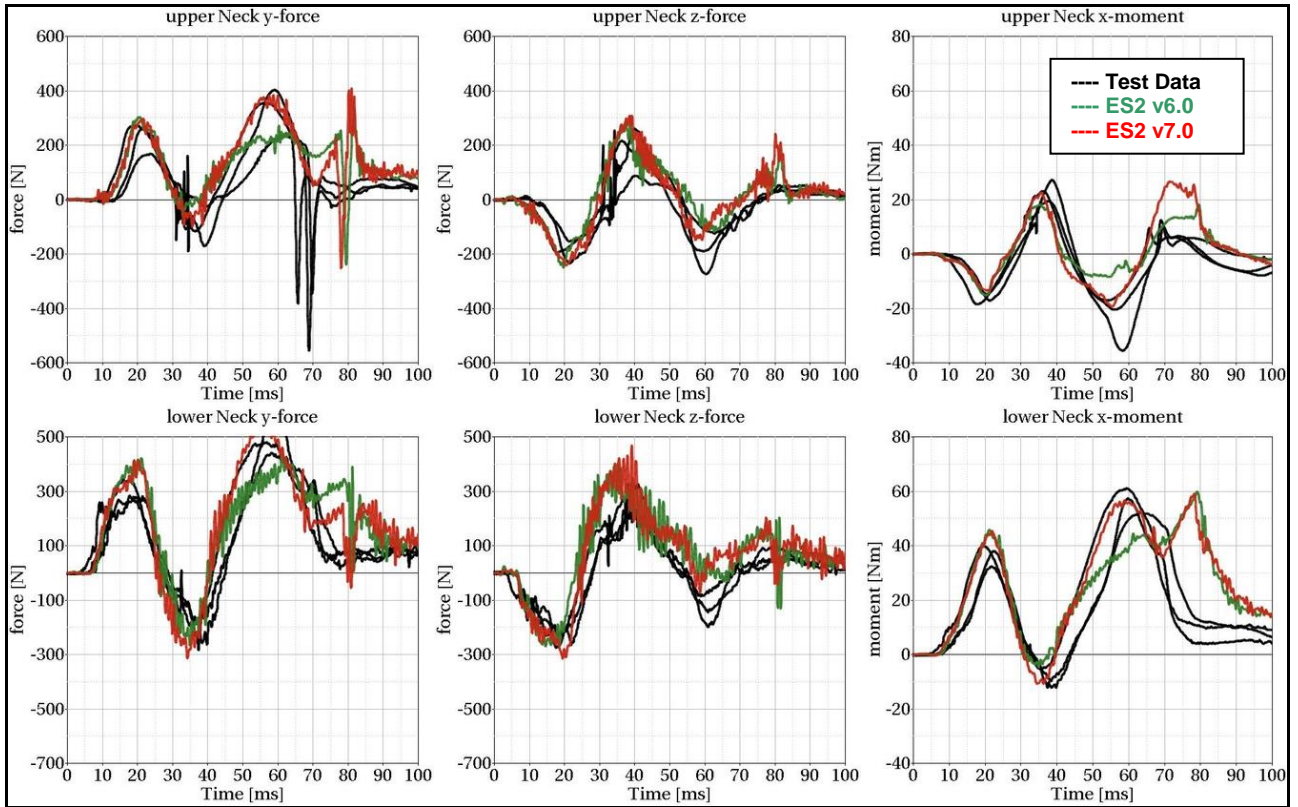 upper Neck y-force
600
400
200
0
-200
-400
-600
force [N]
0 10 20 30 40 50 60 70 80 90 100
Time [ms]
upper Neck z-force
600
400
200
0
-200
-400
-600
force [N]
0 10 20 30 40 50 60 70 80 90 100
Time [ms]
upper Neck x-moment
80
60
40
20
0
-20
-40
moment [Nm]
---- Test Data
---- ES2 v6.0
---- ES2 v7.0
0 10 20 30 40 50 60 70 80 90 100
Time [ms]
lower Neck y-force
500
300
100
-100
-300
-500
-700
force [N]
0 10 20 30 40 50 60 70 80 90 100
Time [ms]
lower Neck z-force
500
300
100
-100
-300
-500
-700
force [N]
0 10 20 30 40 50 60 70 80 90 100
Time [ms]
lower Neck x-moment
80
60
40
20
0
-20
-40
moment [Nm]
0 10 20 30 40 50 60 70 80 90 100
Time [ms]